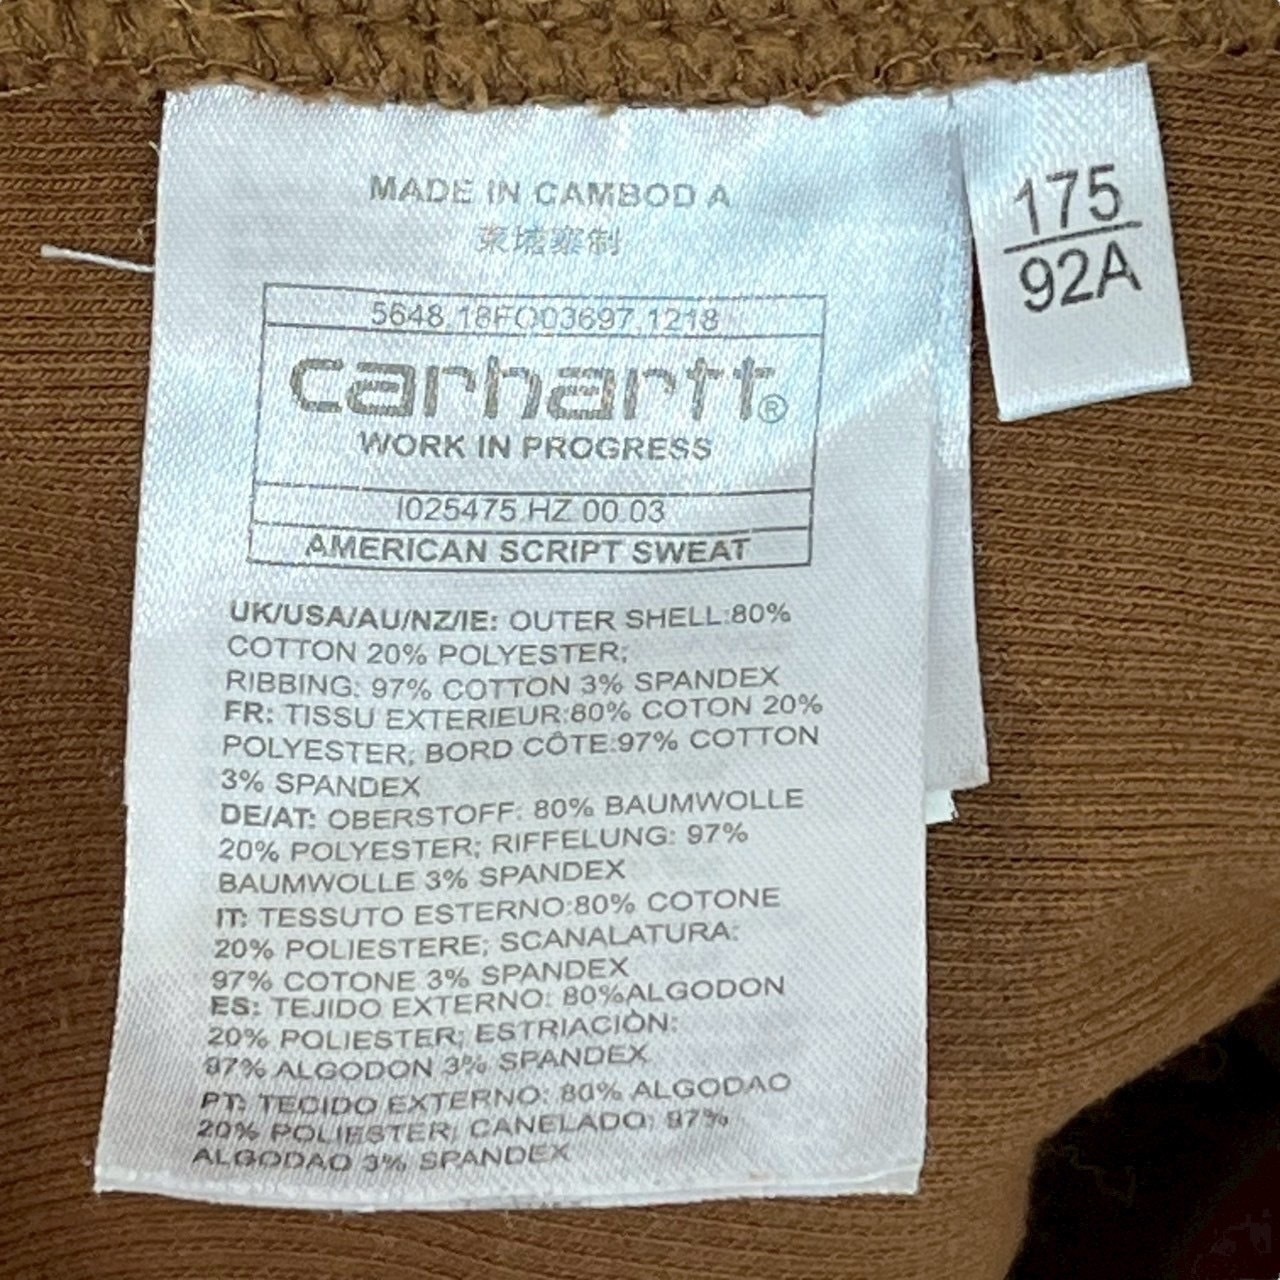 MADE IN CAMBOD A
柬埔寨制
5648.18FO03697.1218
carhartt®
WORK IN PROGRESS
I025475.HZ.00.03
AMERICAN SCRIPT SWEAT
UK/USA/AU/NZ/IE: OUTER SHELL:80%
COTTON 20% POLYESTER;
RIBBING: 97% COTTON 3% SPANDEX
FR: TISSU EXTERIEUR:80% COTON 20%
POLYESTER; BORD CÔTE:97% COTTON
3% SPANDEX
DE/AT: OBERSTOFF: 80% BAUMWOLLE
20% POLYESTER; RIFFELUNG: 97%
BAUMWOLLE 3% SPANDEX
IT: TESSUTO ESTERNO:80% COTONE
20% POLIESTERE; SCANALATURA:
97% COTONE 3% SPANDEX
ES: TEJIDO EXTERNO: 80%ALGODON
20% POLIESTER; ESTRIACIÒN:
97% ALGODON 3% SPANDEX
PT: TECIDO EXTERNO: 80% ALGODAO
20% POLIESTER; CANELADO: 97%
ALGODAO 3% SPANDEX
175
92A